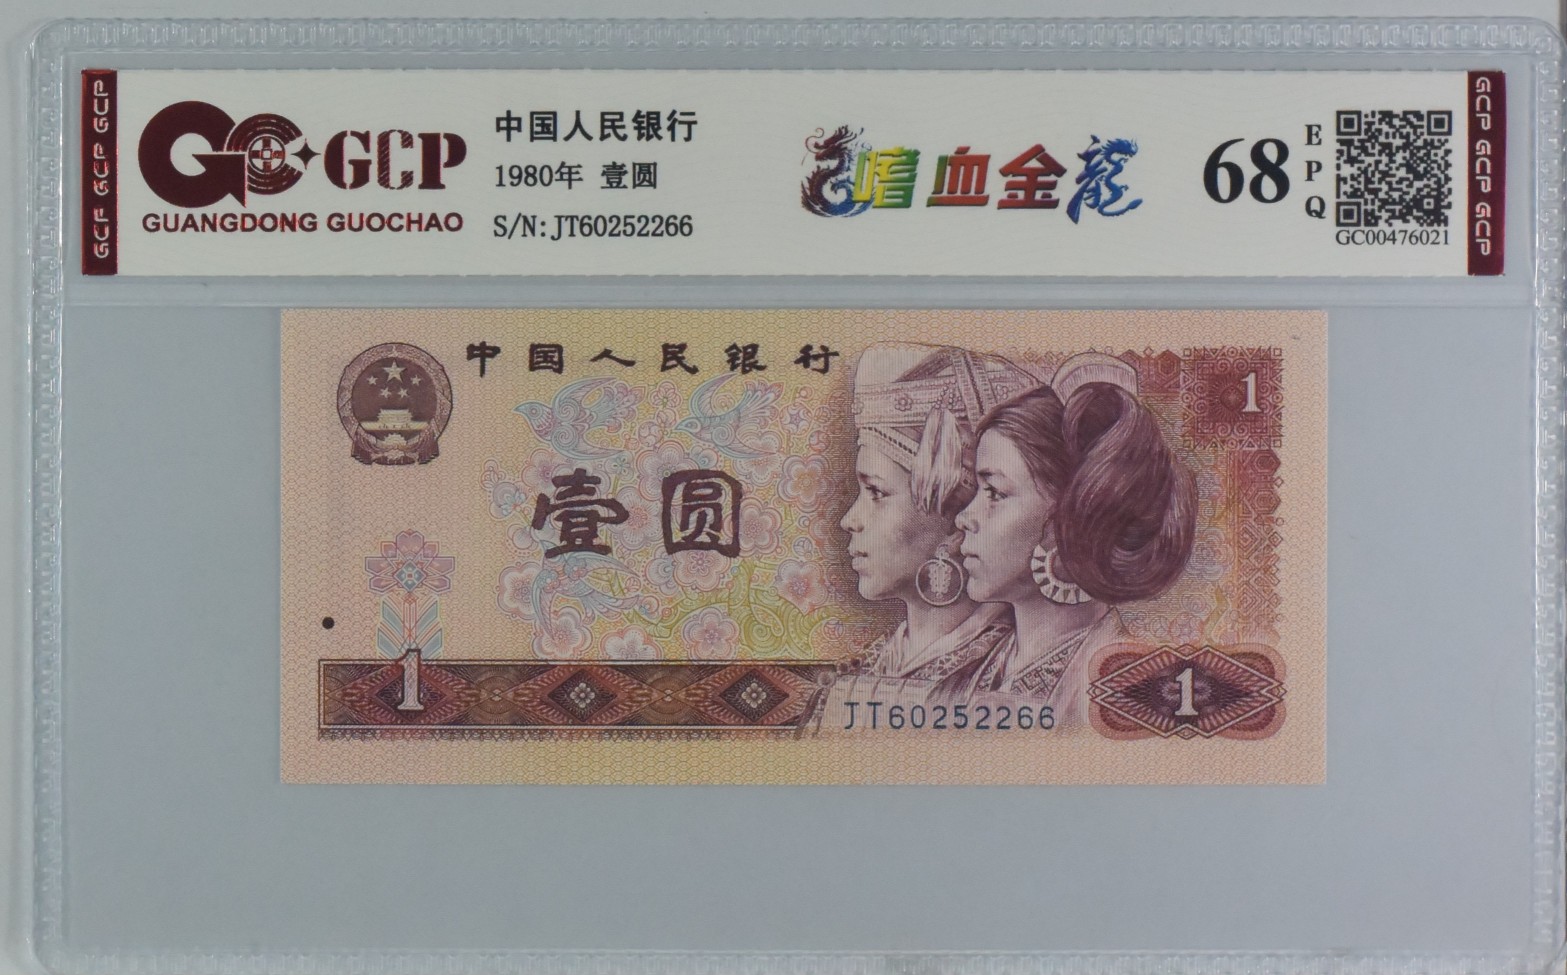 GCP GCP GCP
GCP
GUANGDONG GUOCHAO
中国人民银行
1980年 壹圆
S/N:JT60252266
嗜血金龍
68
EPQ
GC00476021
GCP GCP GCP
中国人民银行
1
壹圆
1
JT60252266
1